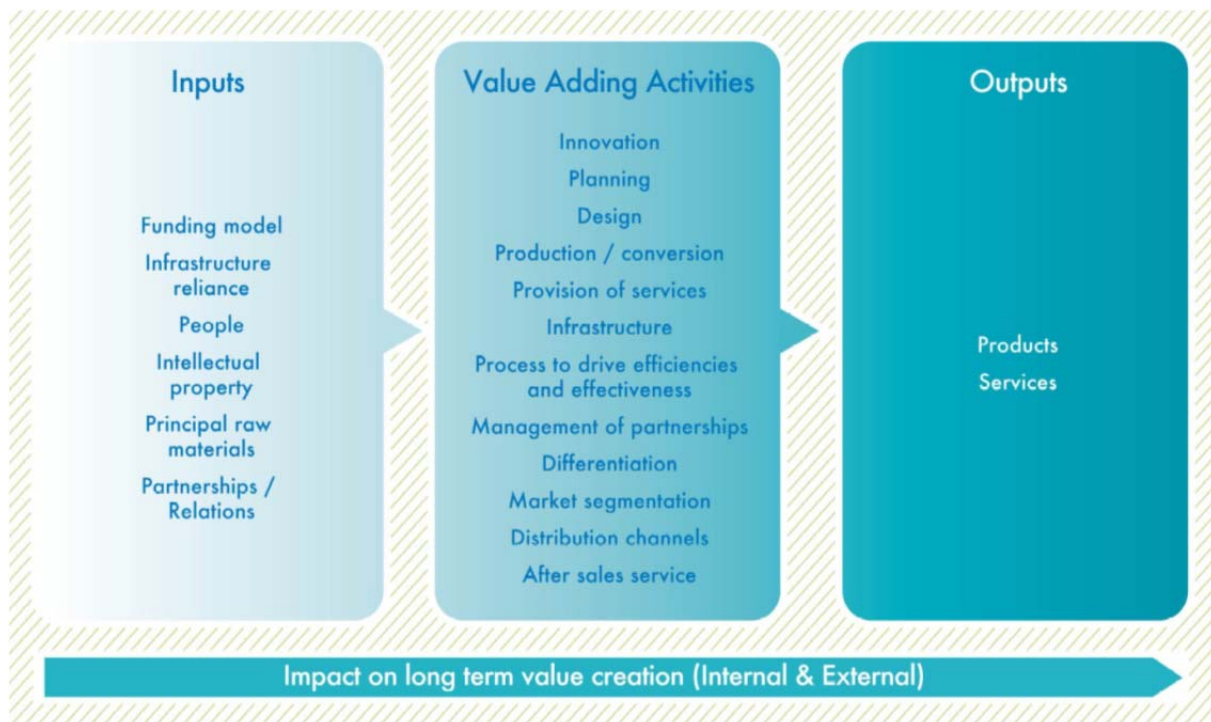 Inputs
Funding model
Infrastructure
reliance
People
Intellectual
property
Principal raw
materials
Partnerships /
Relations
Value Adding Activities
Innovation
Planning
Design
Production / conversion
Provision of services
Infrastructure
Process to drive efficiencies
and effectiveness
Management of partnerships
Differentiation
Market segmentation
Distribution channels
After sales service
Outputs
Products
Services
Impact on long term value creation (Internal & External)